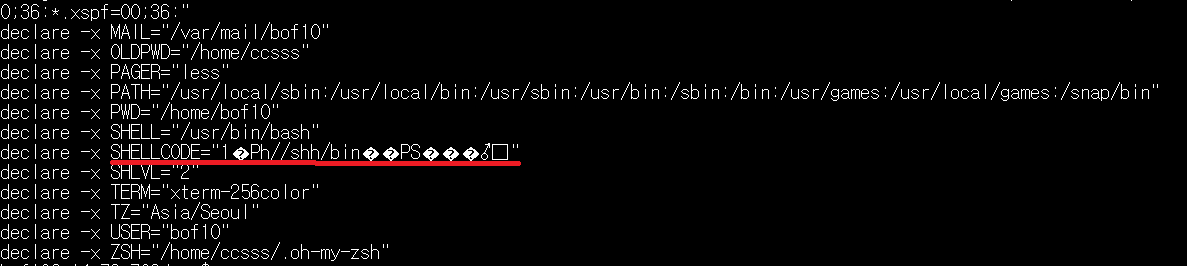 0;36:*.xspf=00;36:"
declare -x MAIL="/var/mail/bof10"
declare -x OLDPWD="/home/ccsss"
declare -x PAGER="less"
declare -x PATH="/usr/local/sbin:/usr/local/bin:/usr/sbin:/usr/bin:/sbin:/bin:/usr/games:/usr/local/games:/snap/bin"
declare -x PWD="/home/bof10"
declare -x SHELL="/usr/bin/bash"
declare -x SHELLCODE="1�Ph//shh/bin��PS���♂□"
declare -x SHLVL="2"
declare -x TERM="xterm-256color"
declare -x TZ="Asia/Seoul"
declare -x USER="bof10"
declare -x ZSH="/home/ccsss/.oh-my-zsh"